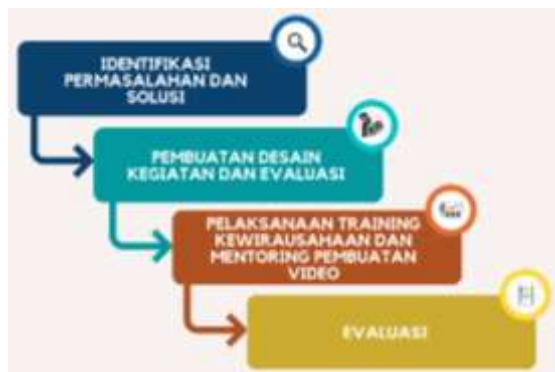 IDENTIFIKASI
PERMASALAHAN DAN
SOLUSI
PEMBUATAN DESAIN
KEGIATAN DAN EVALUASI
PELAKSANAAN TRAINING
KEWIRAUSAHAAN DAN
MENTORING PEMBUATAN
VIDEO
EVALUASI